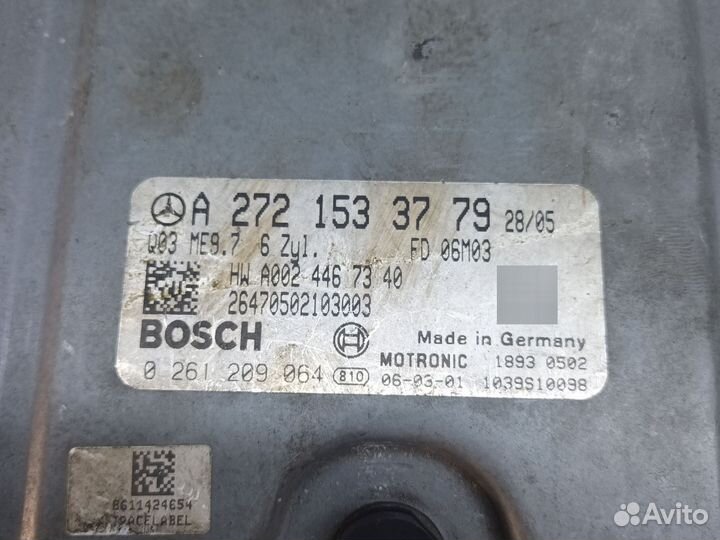 A 272 153 37 79 28/05
Q03 ME9.7 6 Zyl. FD 06M03
HW A002 446 73 40
26470502103003
BOSCH
Made in Germany
MOTRONIC 1893 0502
0 261 209 064 810 06-03-01 1039S10098
8611424654
TRACELABEL
Avito